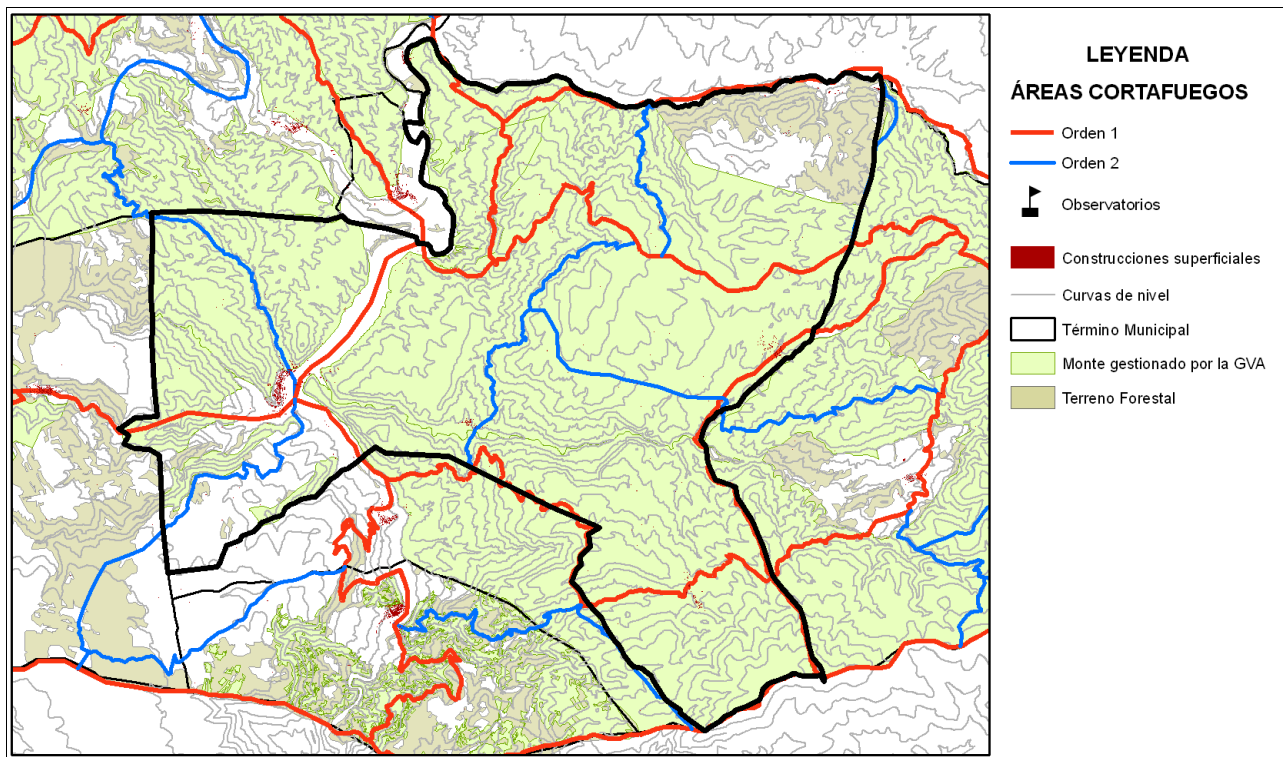 LEYENDA
ÁREAS CORTAFUEGOS
Orden 1
Orden 2
Observatorios
Construcciones superficiales
Curvas de nivel
Término Municipal
Monte gestionado por la GVA
Terreno Forestal